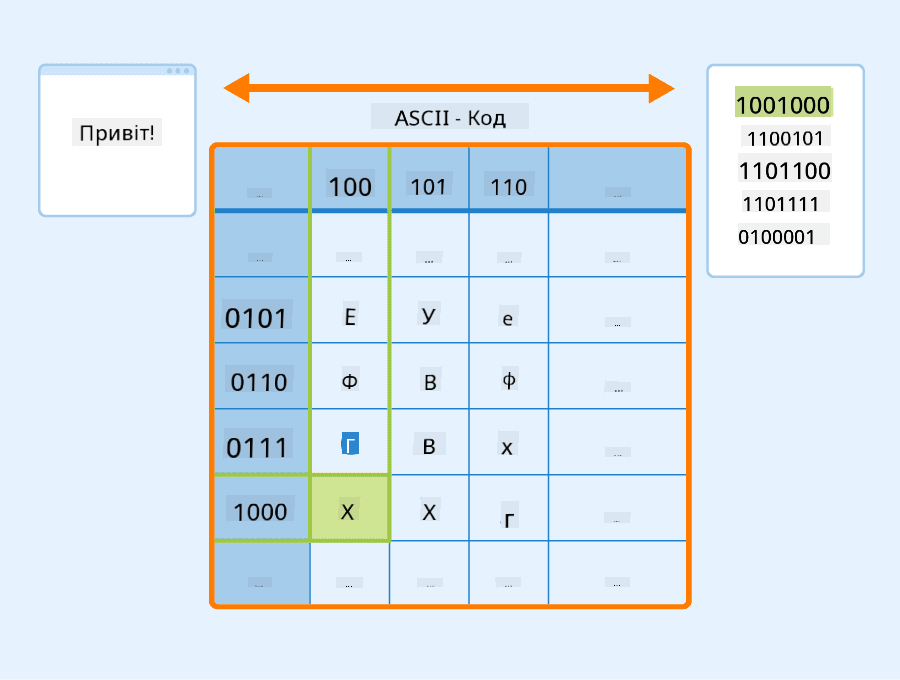 Привіт!
ASCII - Код
1001000
1100101
1101100
1101111
0100001
... 100 101 110 ...
... ... ... ... ...
0101 Е У е ...
0110 Ф В ф ...
0111 Г В х ...
1000 Х Х г ...
... ... ... ... ...